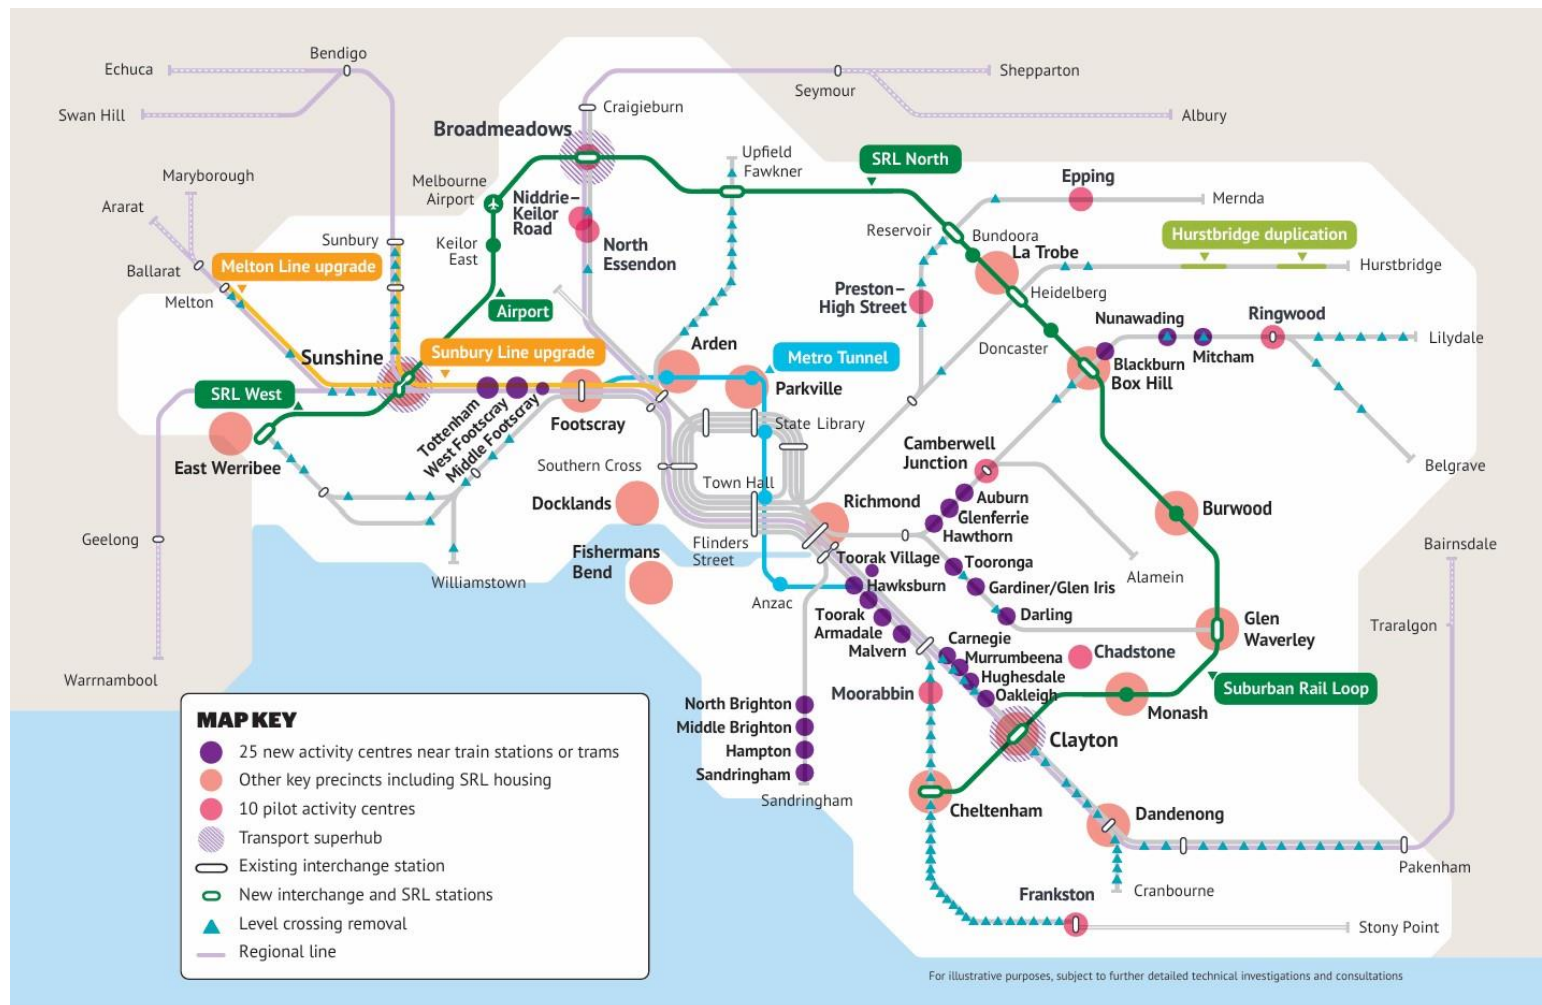 Bendigo
Echuca
Swan Hill
Shepparton
Seymour
Albury
Craigieburn
Broadmeadows
Upfield
Fawkner
SRL North
Maryborough
Ararat
Melbourne
Airport
Niddrie–
Keilor
Road
Epping
Mernda
Reservoir
Bundoora
La Trobe
Hurstbridge duplication
Hurstbridge
Sunbury
Keilor
East
North
Essendon
Ballarat
Melton Line upgrade
Melton
Airport
Preston–
High Street
Heidelberg
Nunawading
Ringwood
Lilydale
Mitcham
Blackburn
Box Hill
Doncaster
Sunshine
Sunbury Line upgrade
Arden
Metro Tunnel
Parkville
SRL West
East Werribee
Tottenham
West Footscray
Middle Footscray
Footscray
State Library
Southern Cross
Town Hall
Camberwell
Junction
Belgrave
Docklands
Richmond
Auburn
Glenferrie
Hawthorn
Burwood
Geelong
Williamstown
Fishermans
Bend
Flinders
Street
Toorak Village
Hawksburn
Tooronga
Gardiner/Glen Iris
Alamein
Bairnsdale
Anzac
Toorak
Armadale
Malvern
Darling
Glen
Waverley
Traralgon
Carnegie
Murrumbeena
Hughesdale
Oakleigh
Chadstone
Warrnambool
Moorabbin
Suburban Rail Loop
Monash
North Brighton
Middle Brighton
Hampton
Sandringham
Sandringham
Clayton
Cheltenham
Dandenong
Pakenham
Cranbourne
Frankston
Stony Point
MAP KEY
25 new activity centres near train stations or trams
Other key precincts including SRL housing
10 pilot activity centres
Transport superhub
Existing interchange station
New interchange and SRL stations
Level crossing removal
Regional line
For illustrative purposes, subject to further detailed technical investigations and consultations